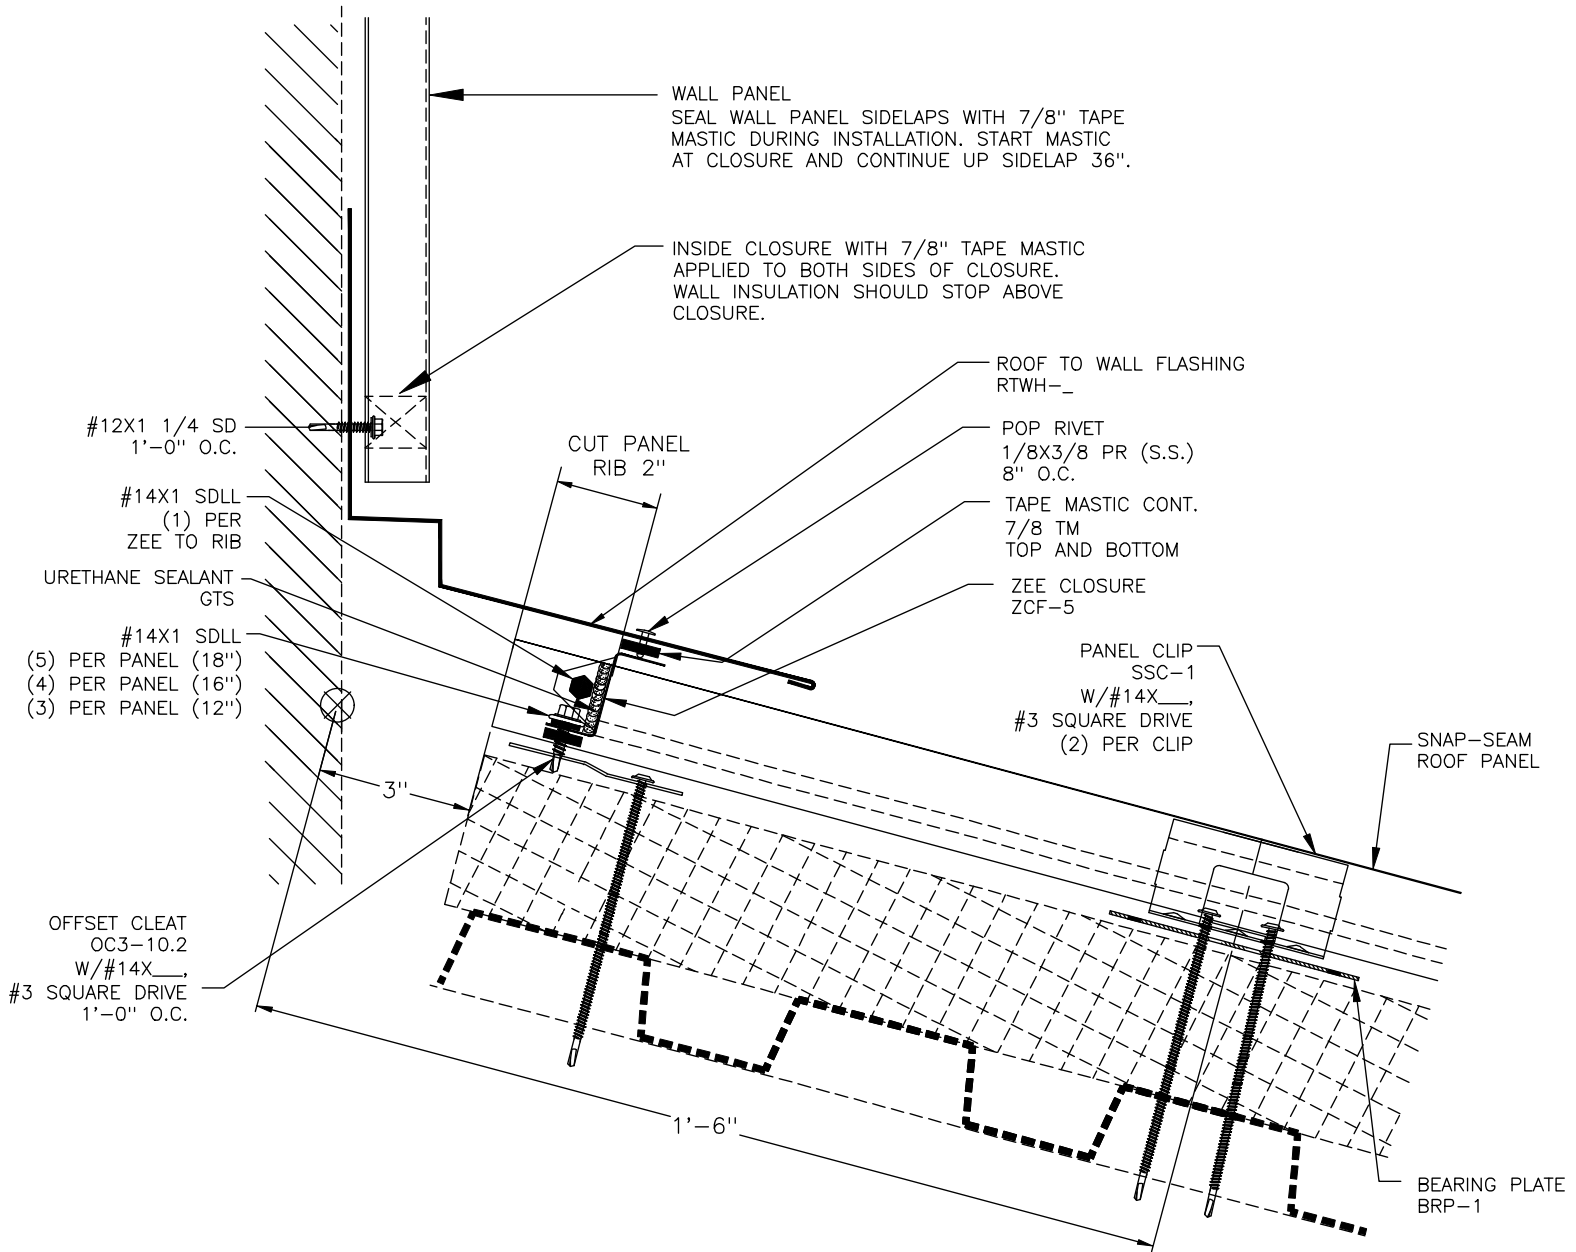 WALL PANEL
SEAL WALL PANEL SIDELAPS WITH 7/8" TAPE
MASTIC DURING INSTALLATION. START MASTIC
AT CLOSURE AND CONTINUE UP SIDELAP 36".
INSIDE CLOSURE WITH 7/8" TAPE MASTIC
APPLIED TO BOTH SIDES OF CLOSURE.
WALL INSULATION SHOULD STOP ABOVE
CLOSURE.
ROOF TO WALL FLASHING
RTWH-_
POP RIVET
1/8X3/8 PR (S.S.)
8" O.C.
TAPE MASTIC CONT.
7/8 TM
TOP AND BOTTOM
ZEE CLOSURE
ZCF-5
PANEL CLIP
SSC-1
W/#14X___,
#3 SQUARE DRIVE
(2) PER CLIP
SNAP-SEAM
ROOF PANEL
CUT PANEL
RIB 2"
#12X1 1/4 SD
1'-0" O.C.
#14X1 SDLL
(1) PER
ZEE TO RIB
URETHANE SEALANT
GTS
#14X1 SDLL
(5) PER PANEL (18")
(4) PER PANEL (16")
(3) PER PANEL (12")
3"
OFFSET CLEAT
OC3-10.2
W/#14X___,
#3 SQUARE DRIVE
1'-0" O.C.
1'-6"
BEARING PLATE
BRP-1